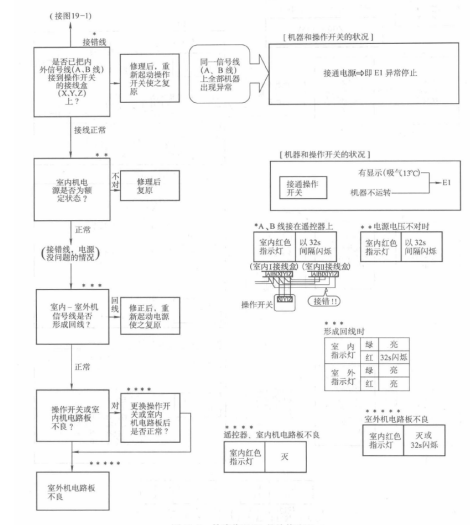 (接图19-1)
*
接错线
是否已把内
外信号线(A、B线)
接到操作开关
的接线盒
(X,Y,Z)
上?
修理后，重
新起动操作
开关使之复
原
同一信号线
(A、B线)
上全部机器
出现异常
[机器和操作开关的状况]
接通电源⇨即E1异常停止
接线正常
* *
室内机电
源是否为额
定状态?
不对
修理后
复原
[机器和操作开关的状况]
接通操作
开关
有显示(吸气13℃)
机器不运转
E1
正常
(接错线，电源
没问题的情况)
*A、B线接在遥控器上
室内红色
指示灯
以32s
间隔闪烁
* *电源电压不对时
室内红色
指示灯
以32s
间隔闪烁
(室内I接线盒) (室内II接线盒)
操作开关
接错!!
* * *
室内－室外机
信号线是否
形成回线?
回线
修正后，重
新起动电源
使之复原
* * *
形成回线时
室内
指示灯
绿 亮
红 32s闪烁
室外
指示灯
绿 亮
红 亮
正常
操作开关或室
内机电路板
不良?
对
* * * *
更换操作开
关或室内
机电路板后
是否正常?
* * * * *
室外机电路板
不良
* * * *
遥控器、室内机电路板不良
室内红色
指示灯
灭
* * * * *
室外机电路板不良
室内红色
指示灯
灭或
32s闪烁